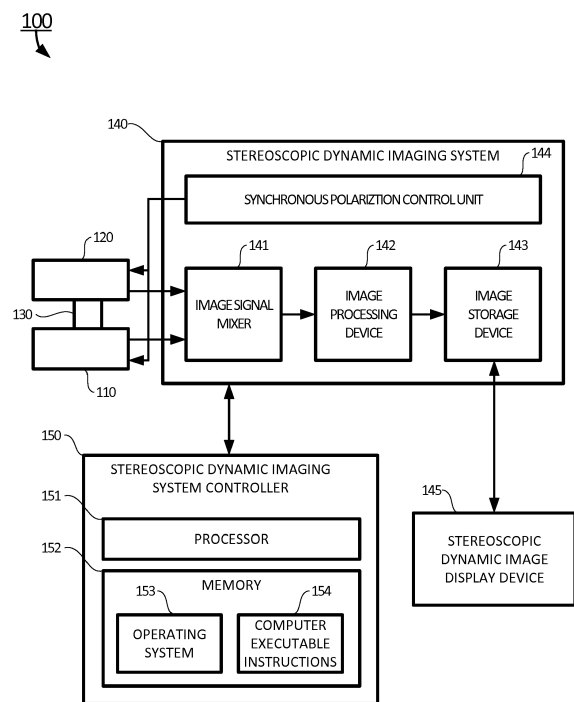 100
140
STEREOSCOPIC DYNAMIC IMAGING SYSTEM
144
SYNCHRONOUS POLARIZTION CONTROL UNIT
120
141
142
143
130
IMAGE SIGNAL
MIXER
IMAGE
PROCESSING
DEVICE
IMAGE
STORAGE
DEVICE
110
150
STEREOSCOPIC DYNAMIC IMAGING
SYSTEM CONTROLLER
151
PROCESSOR
145
STEREOSCOPIC
DYNAMIC IMAGE
DISPLAY DEVICE
152
MEMORY
153
154
OPERATING
SYSTEM
COMPUTER
EXECUTABLE
INSTRUCTIONS